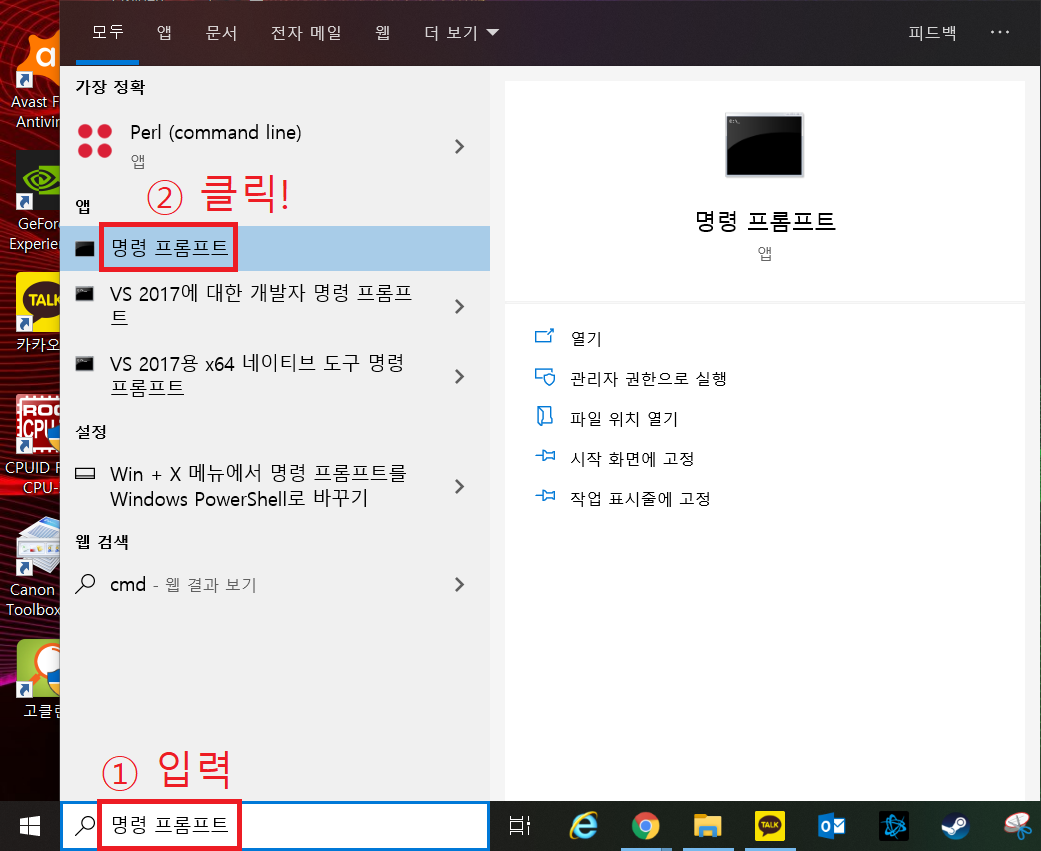 모두 앱 문서 전자 메일 웹 더 보기 피드백 ...
가장 정확
Perl (command line)
앱
② 클릭!
앱
명령 프롬프트
VS 2017에 대한 개발자 명령 프롬프
트
VS 2017용 x64 네이티브 도구 명령
프롬프트
설정
Win + X 메뉴에서 명령 프롬프트를
Windows PowerShell로 바꾸기
웹 검색
cmd - 웹 결과 보기
① 입력
명령 프롬프트
명령 프롬프트
앱
열기
관리자 권한으로 실행
파일 위치 열기
시작 화면에 고정
작업 표시줄에 고정
Avast F
Antivir
GeFor
Experie
TALK
카카오
CPUID
CPU-
Canon
Toolbox
고클린
TALK